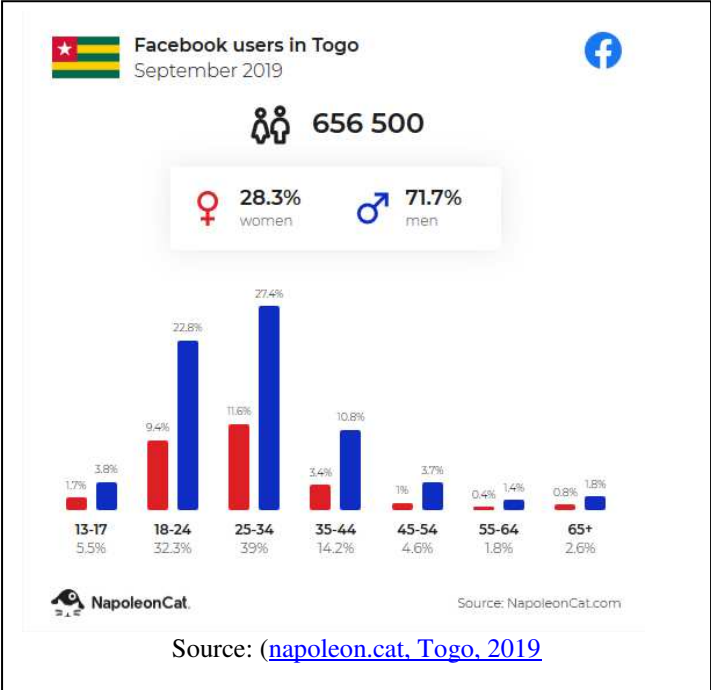 Facebook users in Togo
September 2019
656 500
28.3%
women
71.7%
men
1.7%
3.8%
9.4%
22.8%
11.6%
27.4%
3.4%
10.8%
1%
3.7%
0.4%
1.4%
0.8%
1.8%
13-17 18-24 25-34 35-44 45-54 55-64 65+
5.5% 32.3% 39% 14.2% 4.6% 1.8% 2.6%
NapoleonCat.
Source: NapoleonCat.com
Source: (napoleon.cat, Togo, 2019